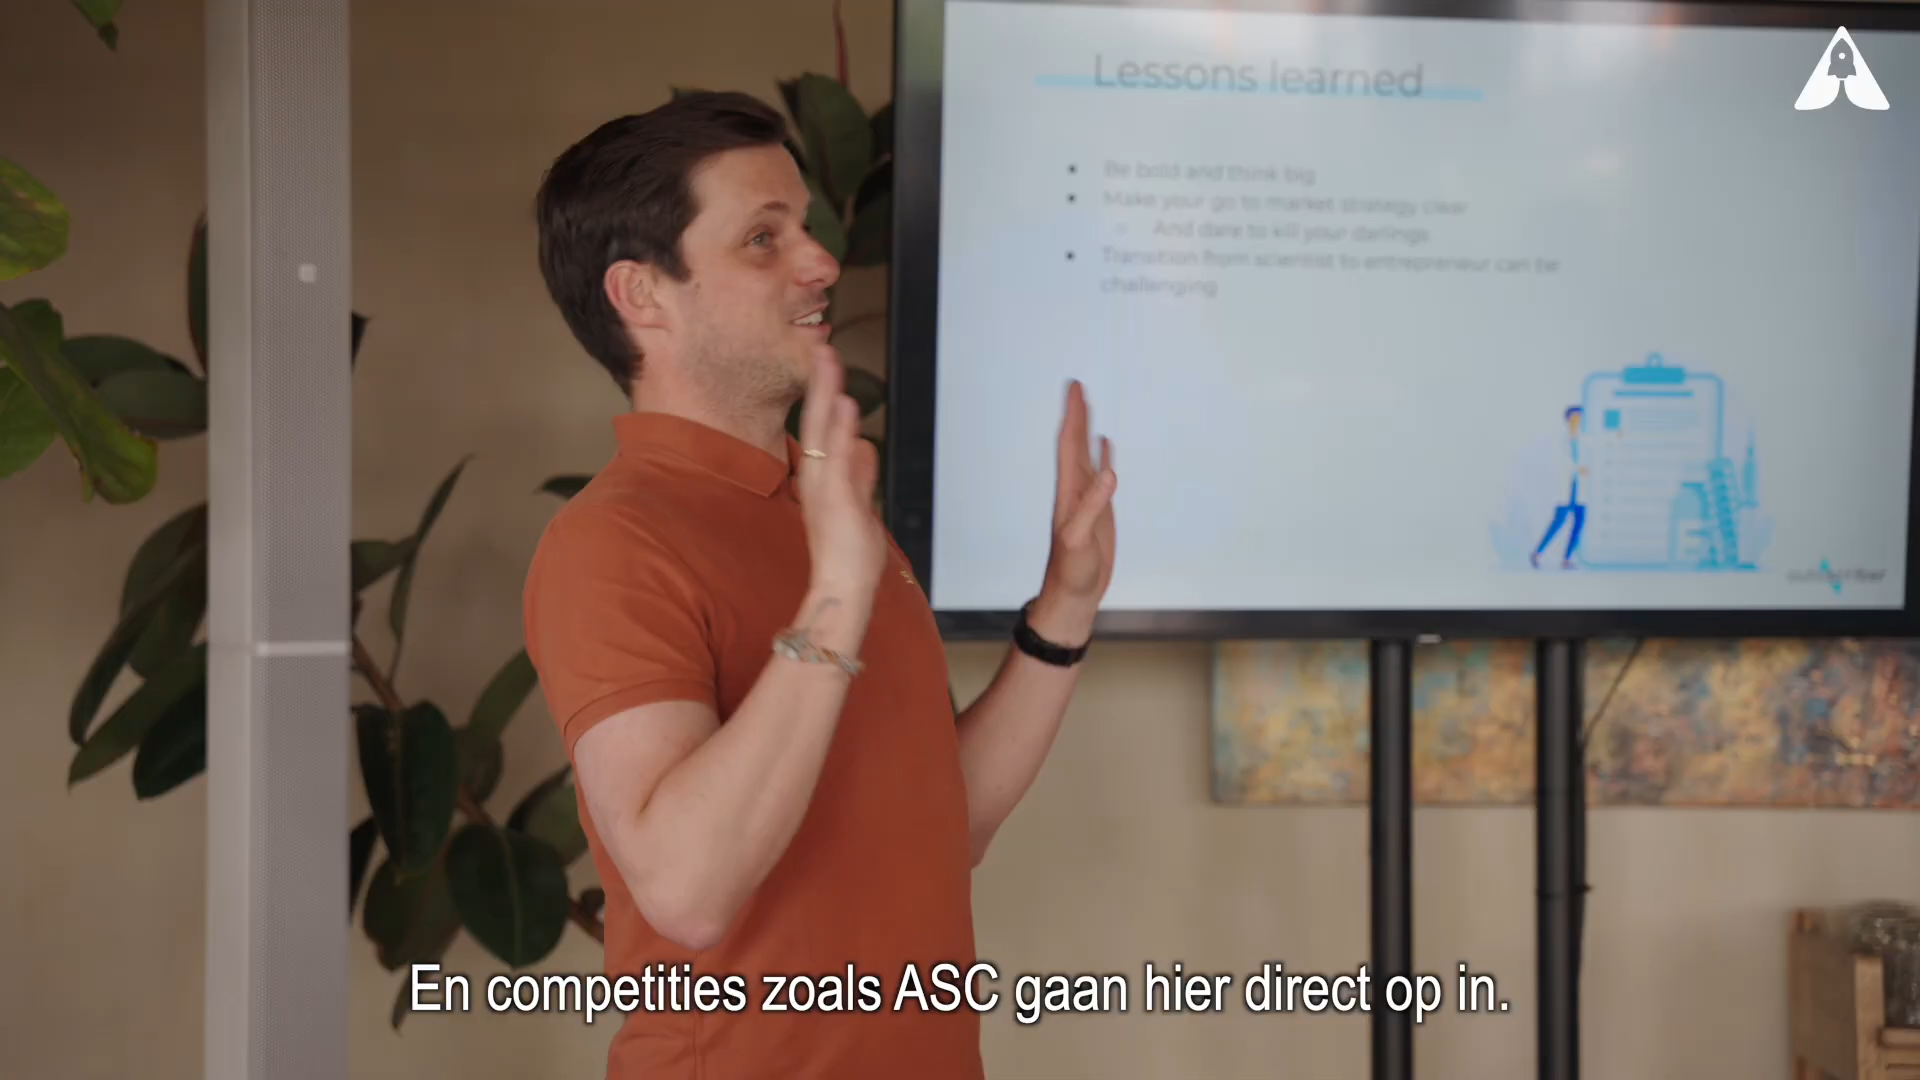 Lessons learned
Be bold and think big
Make your go to market strategy clear
And dare to kill your darlings
Transition from scientist to entrepreneur can be
challenging
En competities zoals ASC gaan hier direct op in.